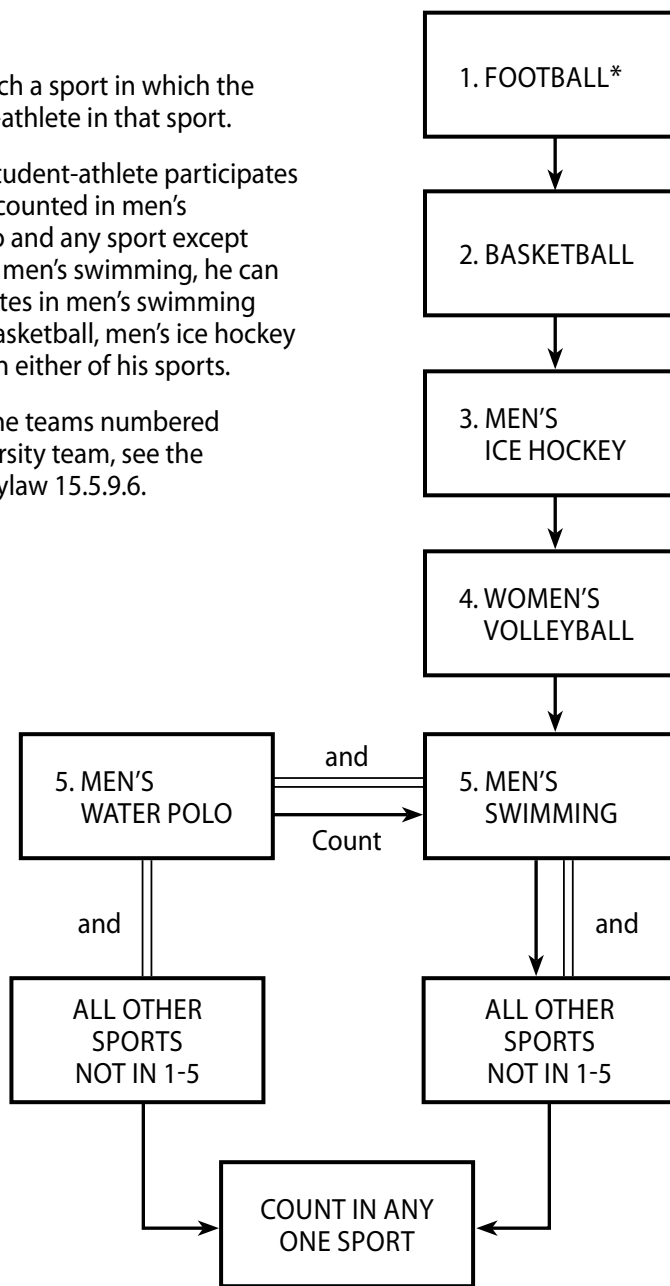 ch a sport in which the
-athlete in that sport.
tudent-athlete participates
counted in men's
o and any sport except
men's swimming, he can
tes in men's swimming
asketball, men's ice hockey
n either of his sports.
he teams numbered
rsity team, see the
ylaw 15.5.9.6.
1. FOOTBALL*
2. BASKETBALL
3. MEN'S
ICE HOCKEY
4. WOMEN'S
VOLLEYBALL
5. MEN'S
WATER POLO
and
Count
5. MEN'S
SWIMMING
and
and
ALL OTHER
SPORTS
NOT IN 1-5
ALL OTHER
SPORTS
NOT IN 1-5
COUNT IN ANY
ONE SPORT